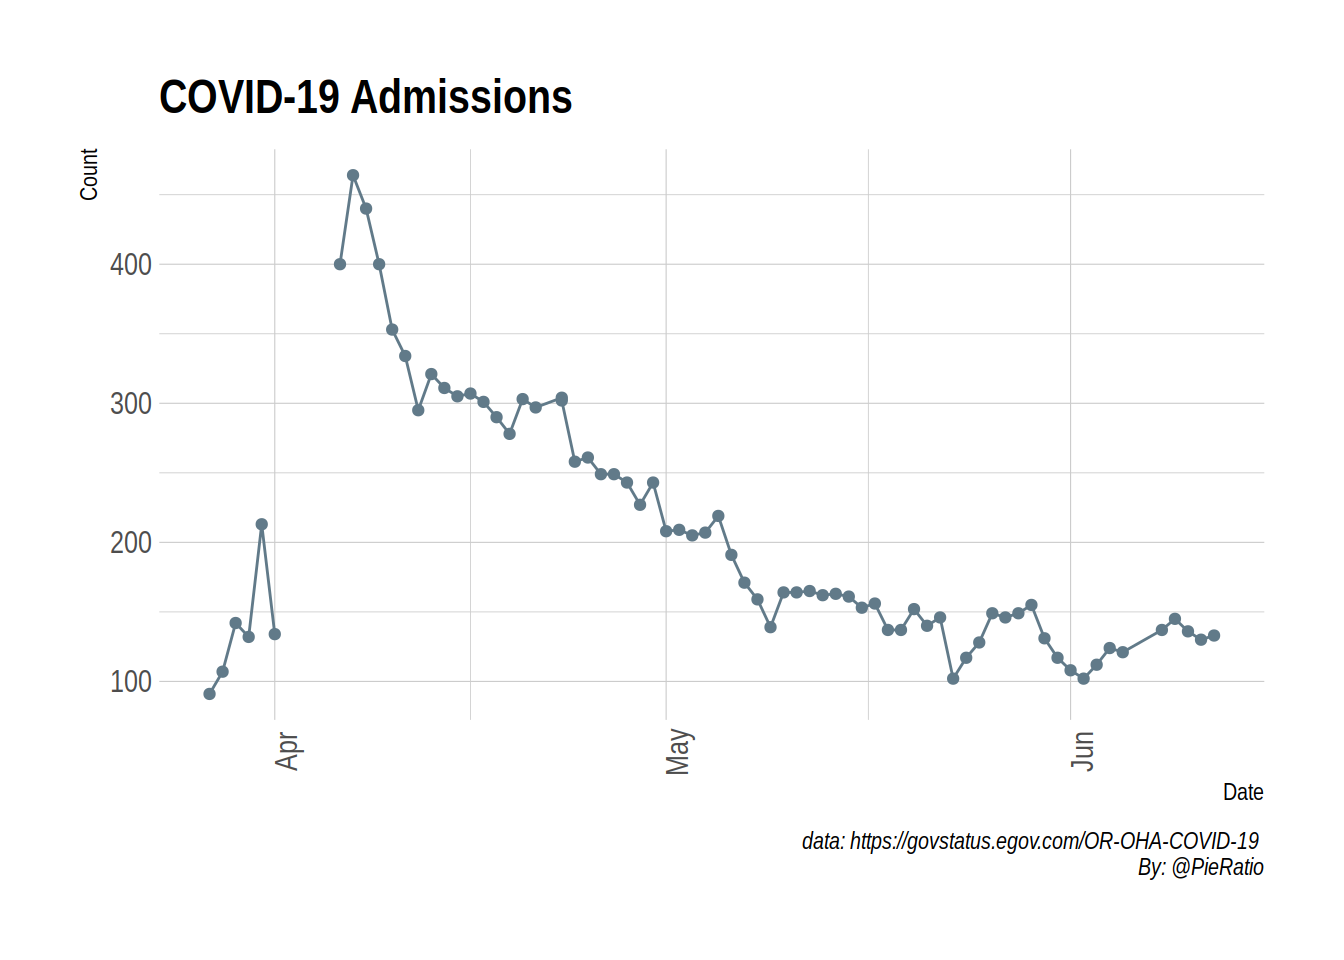 COVID-19 Admissions
Count
400
300
200
100
Apr
May
Jun
Date
data: https://govstatus.egov.com/OR-OHA-COVID-19
By: @PieRatio